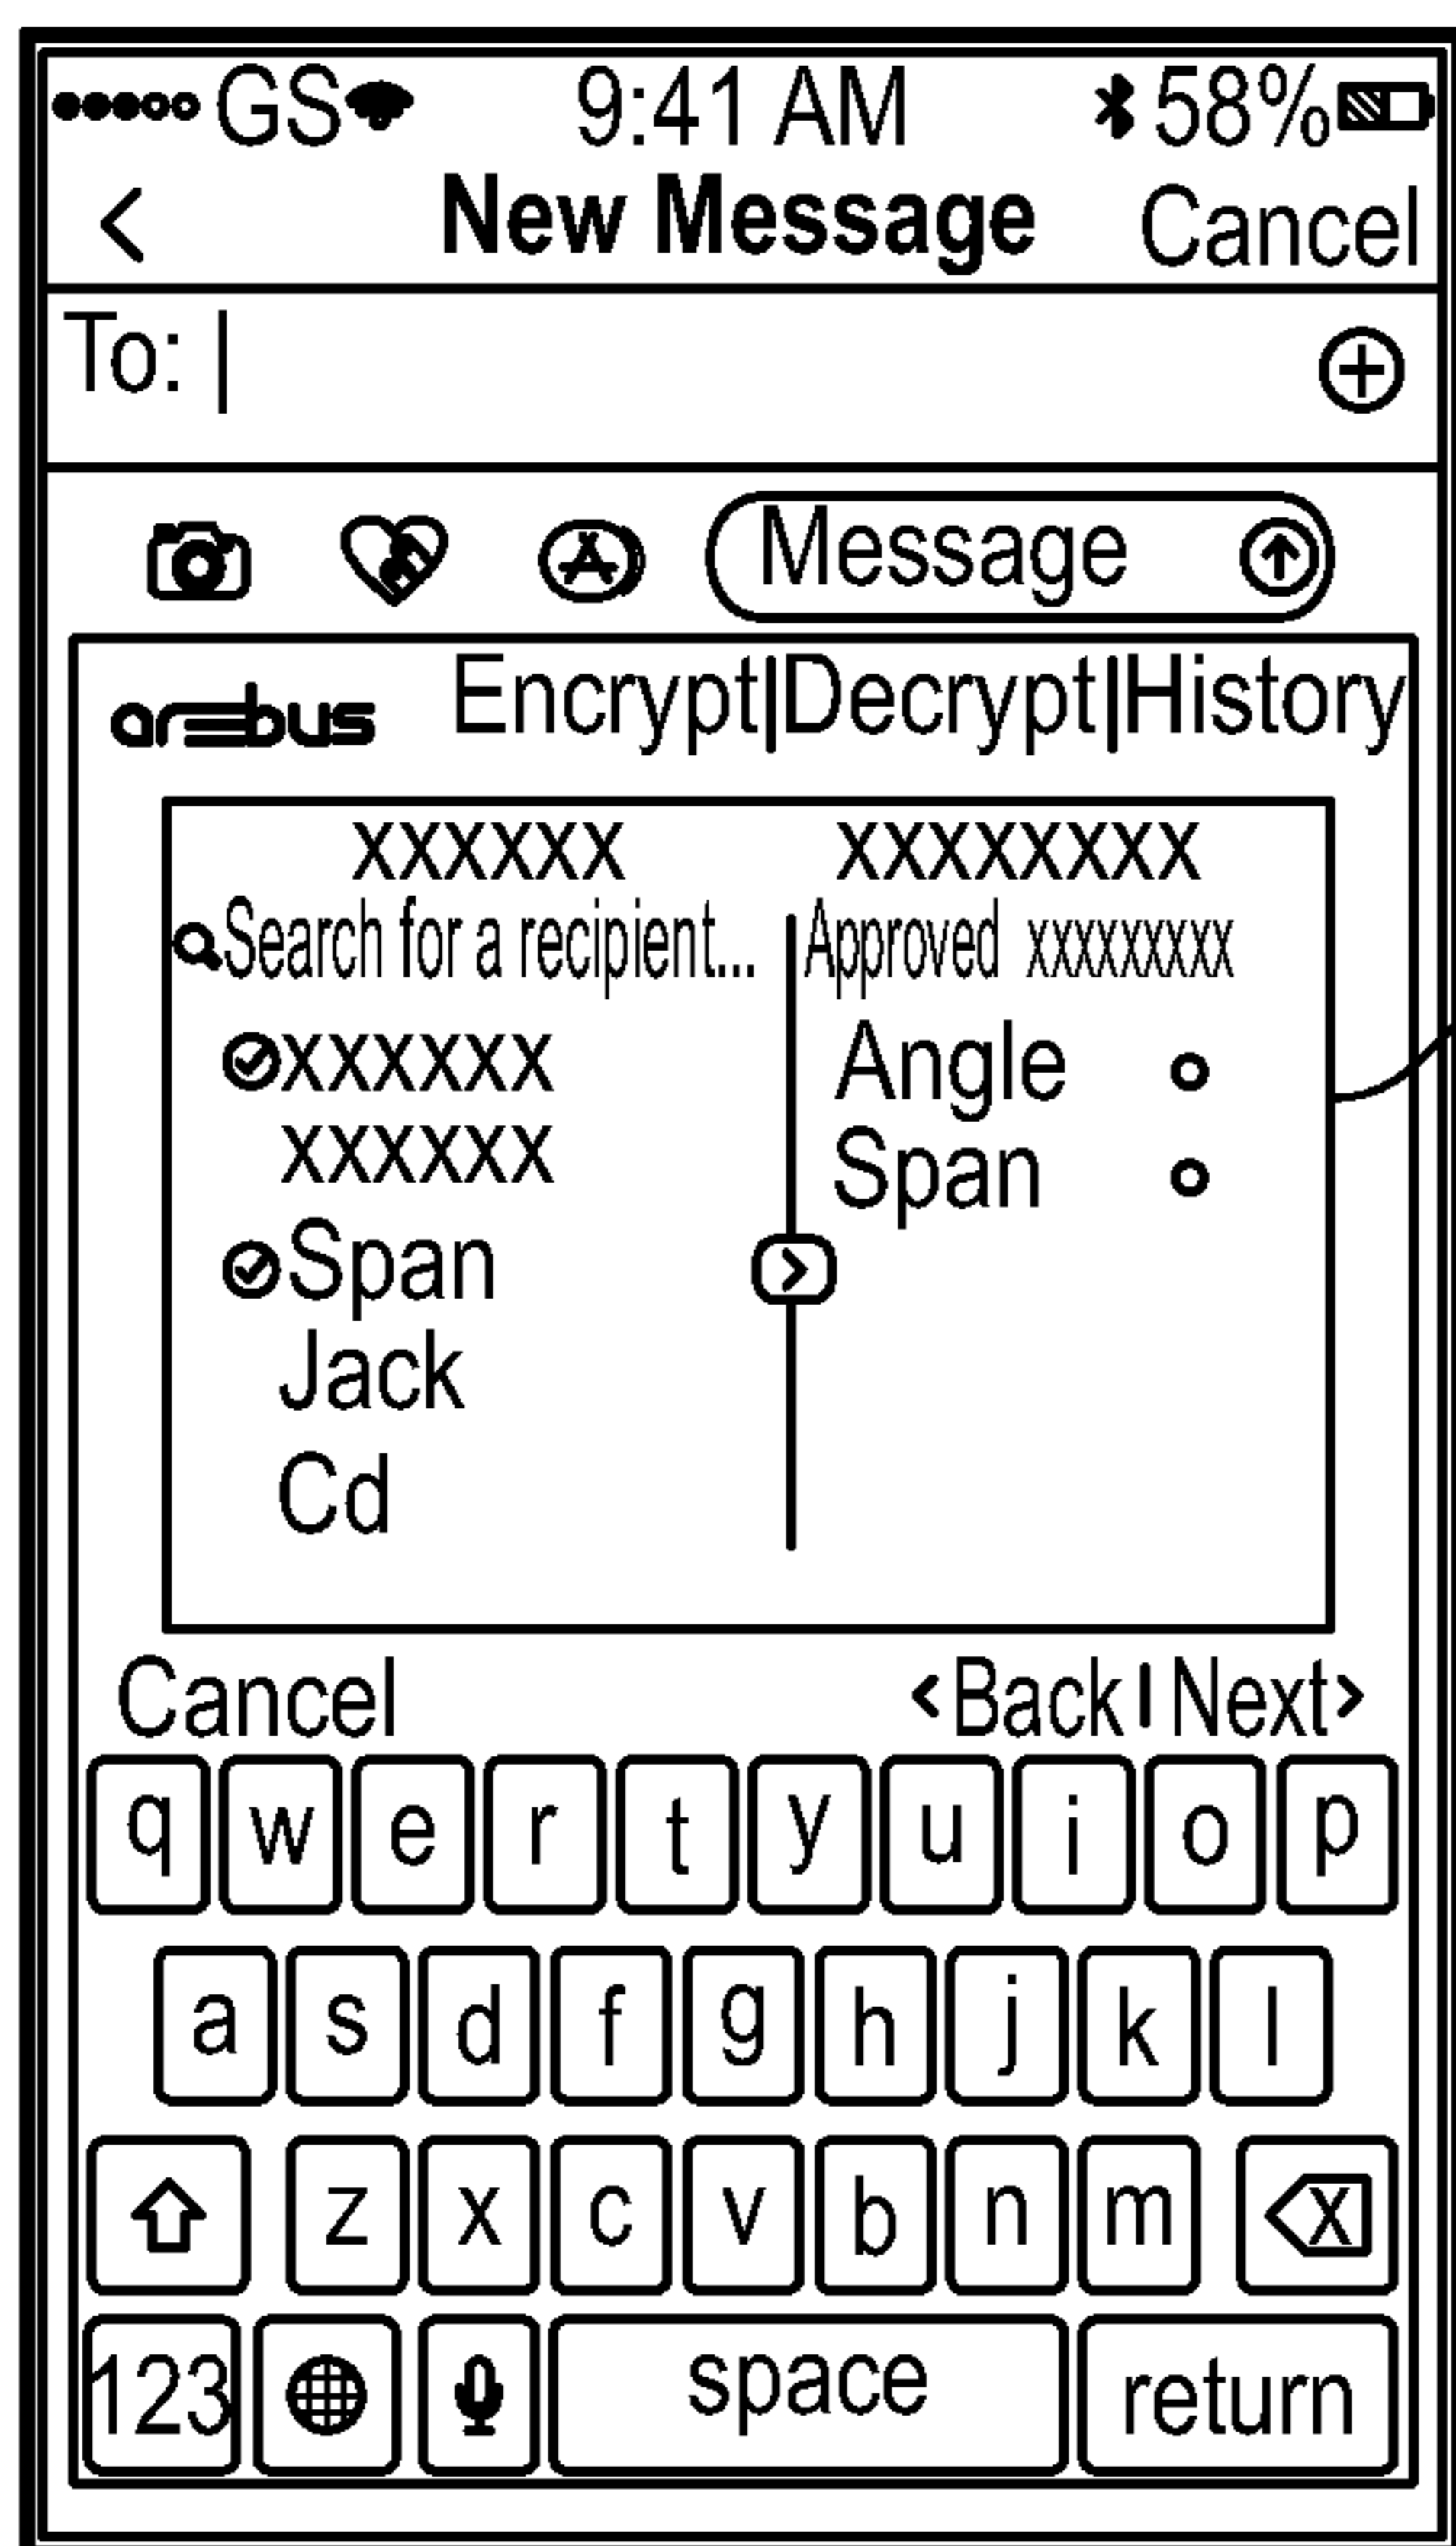 GS 9:41 AM 58%
< New Message Cancel
To:
Message
arebus Encrypt|Decrypt|History
xxxxxx xxxxxxxx
Search for a recipient... Approved xxxxxxxxx
xxxxxx Angle
xxxxxx Span
Span >
Jack
Cd
Cancel <Back|Next>
q w e r t y u i o p
a s d f g h j k l
z x c v b n m x
123 space return